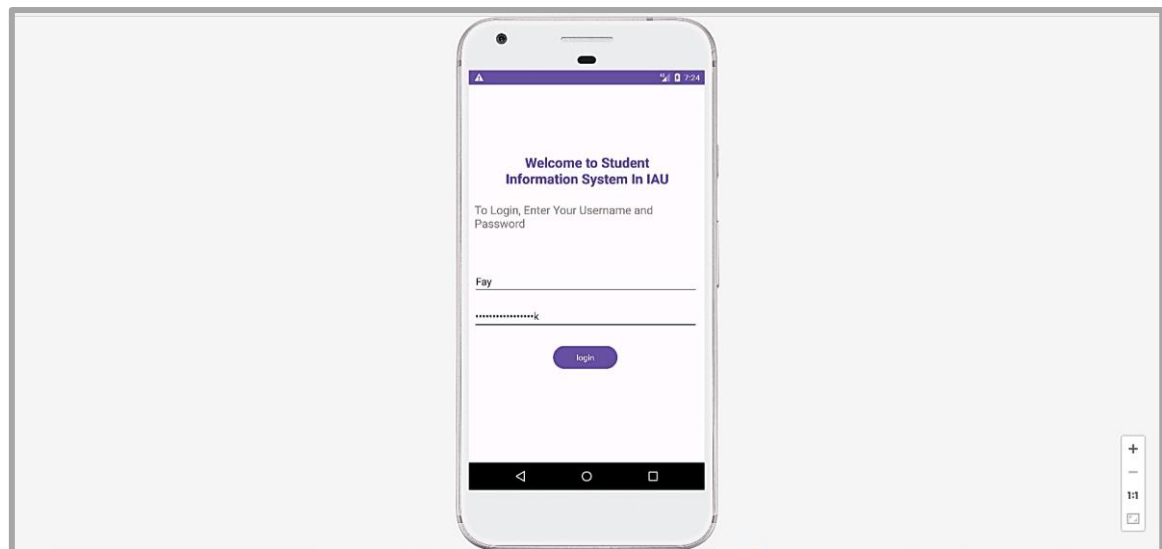 7:24
Welcome to Student
Information System In IAU
To Login, Enter Your Username and
Password
Fay
•••••••••••••••••k
login
+
−
1:1